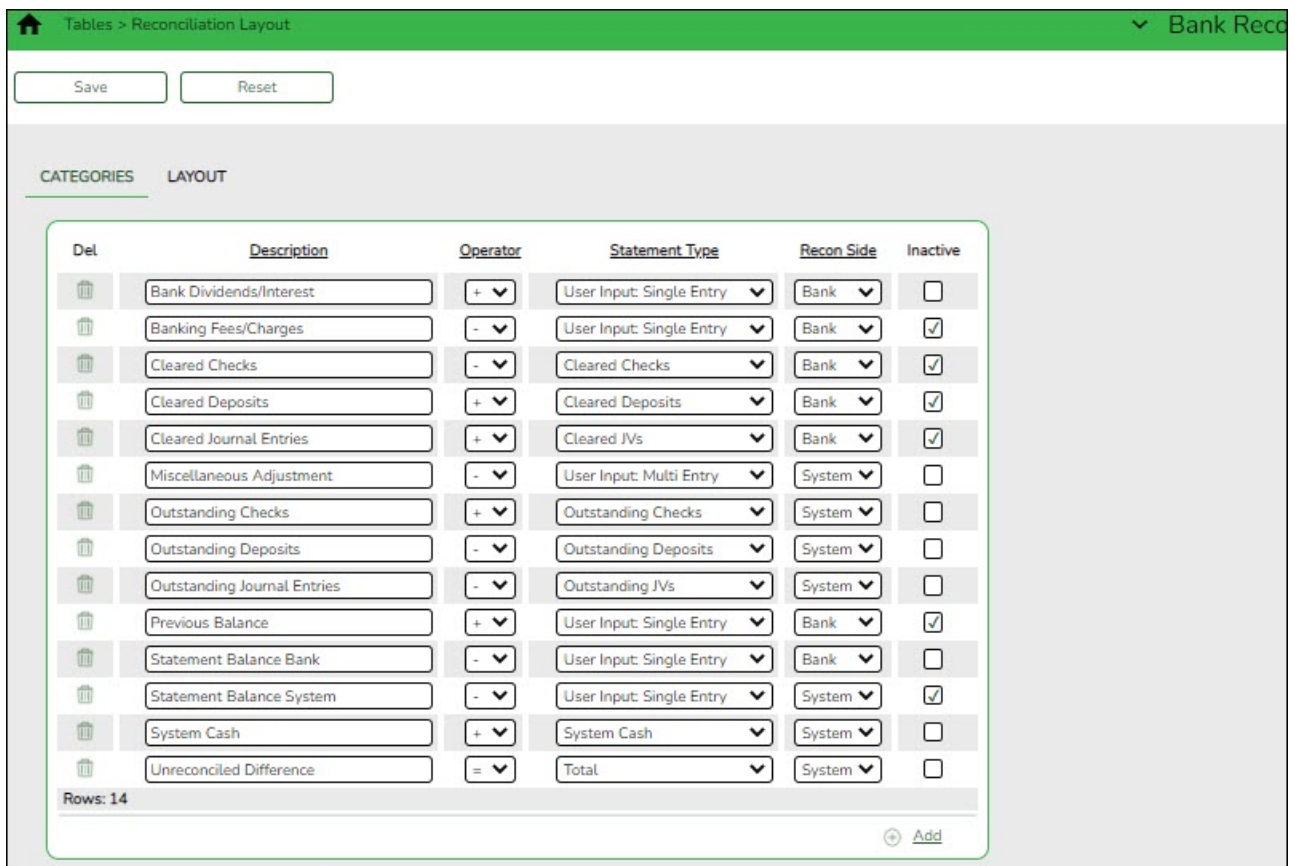 Tables > Reconciliation Layout Bank Reco
Save Reset
CATEGORIES LAYOUT
Del Description Operator Statement Type Recon Side Inactive
Bank Dividends/Interest + User Input: Single Entry Bank
Banking Fees/Charges - User Input: Single Entry Bank
Cleared Checks - Cleared Checks Bank
Cleared Deposits + Cleared Deposits Bank
Cleared Journal Entries + Cleared JVs Bank
Miscellaneous Adjustment - User Input: Multi Entry System
Outstanding Checks + Outstanding Checks System
Outstanding Deposits - Outstanding Deposits System
Outstanding Journal Entries - Outstanding JVs System
Previous Balance + User Input: Single Entry Bank
Statement Balance Bank - User Input: Single Entry Bank
Statement Balance System - User Input: Single Entry System
System Cash + System Cash System
Unreconciled Difference = Total System
Rows: 14
Add